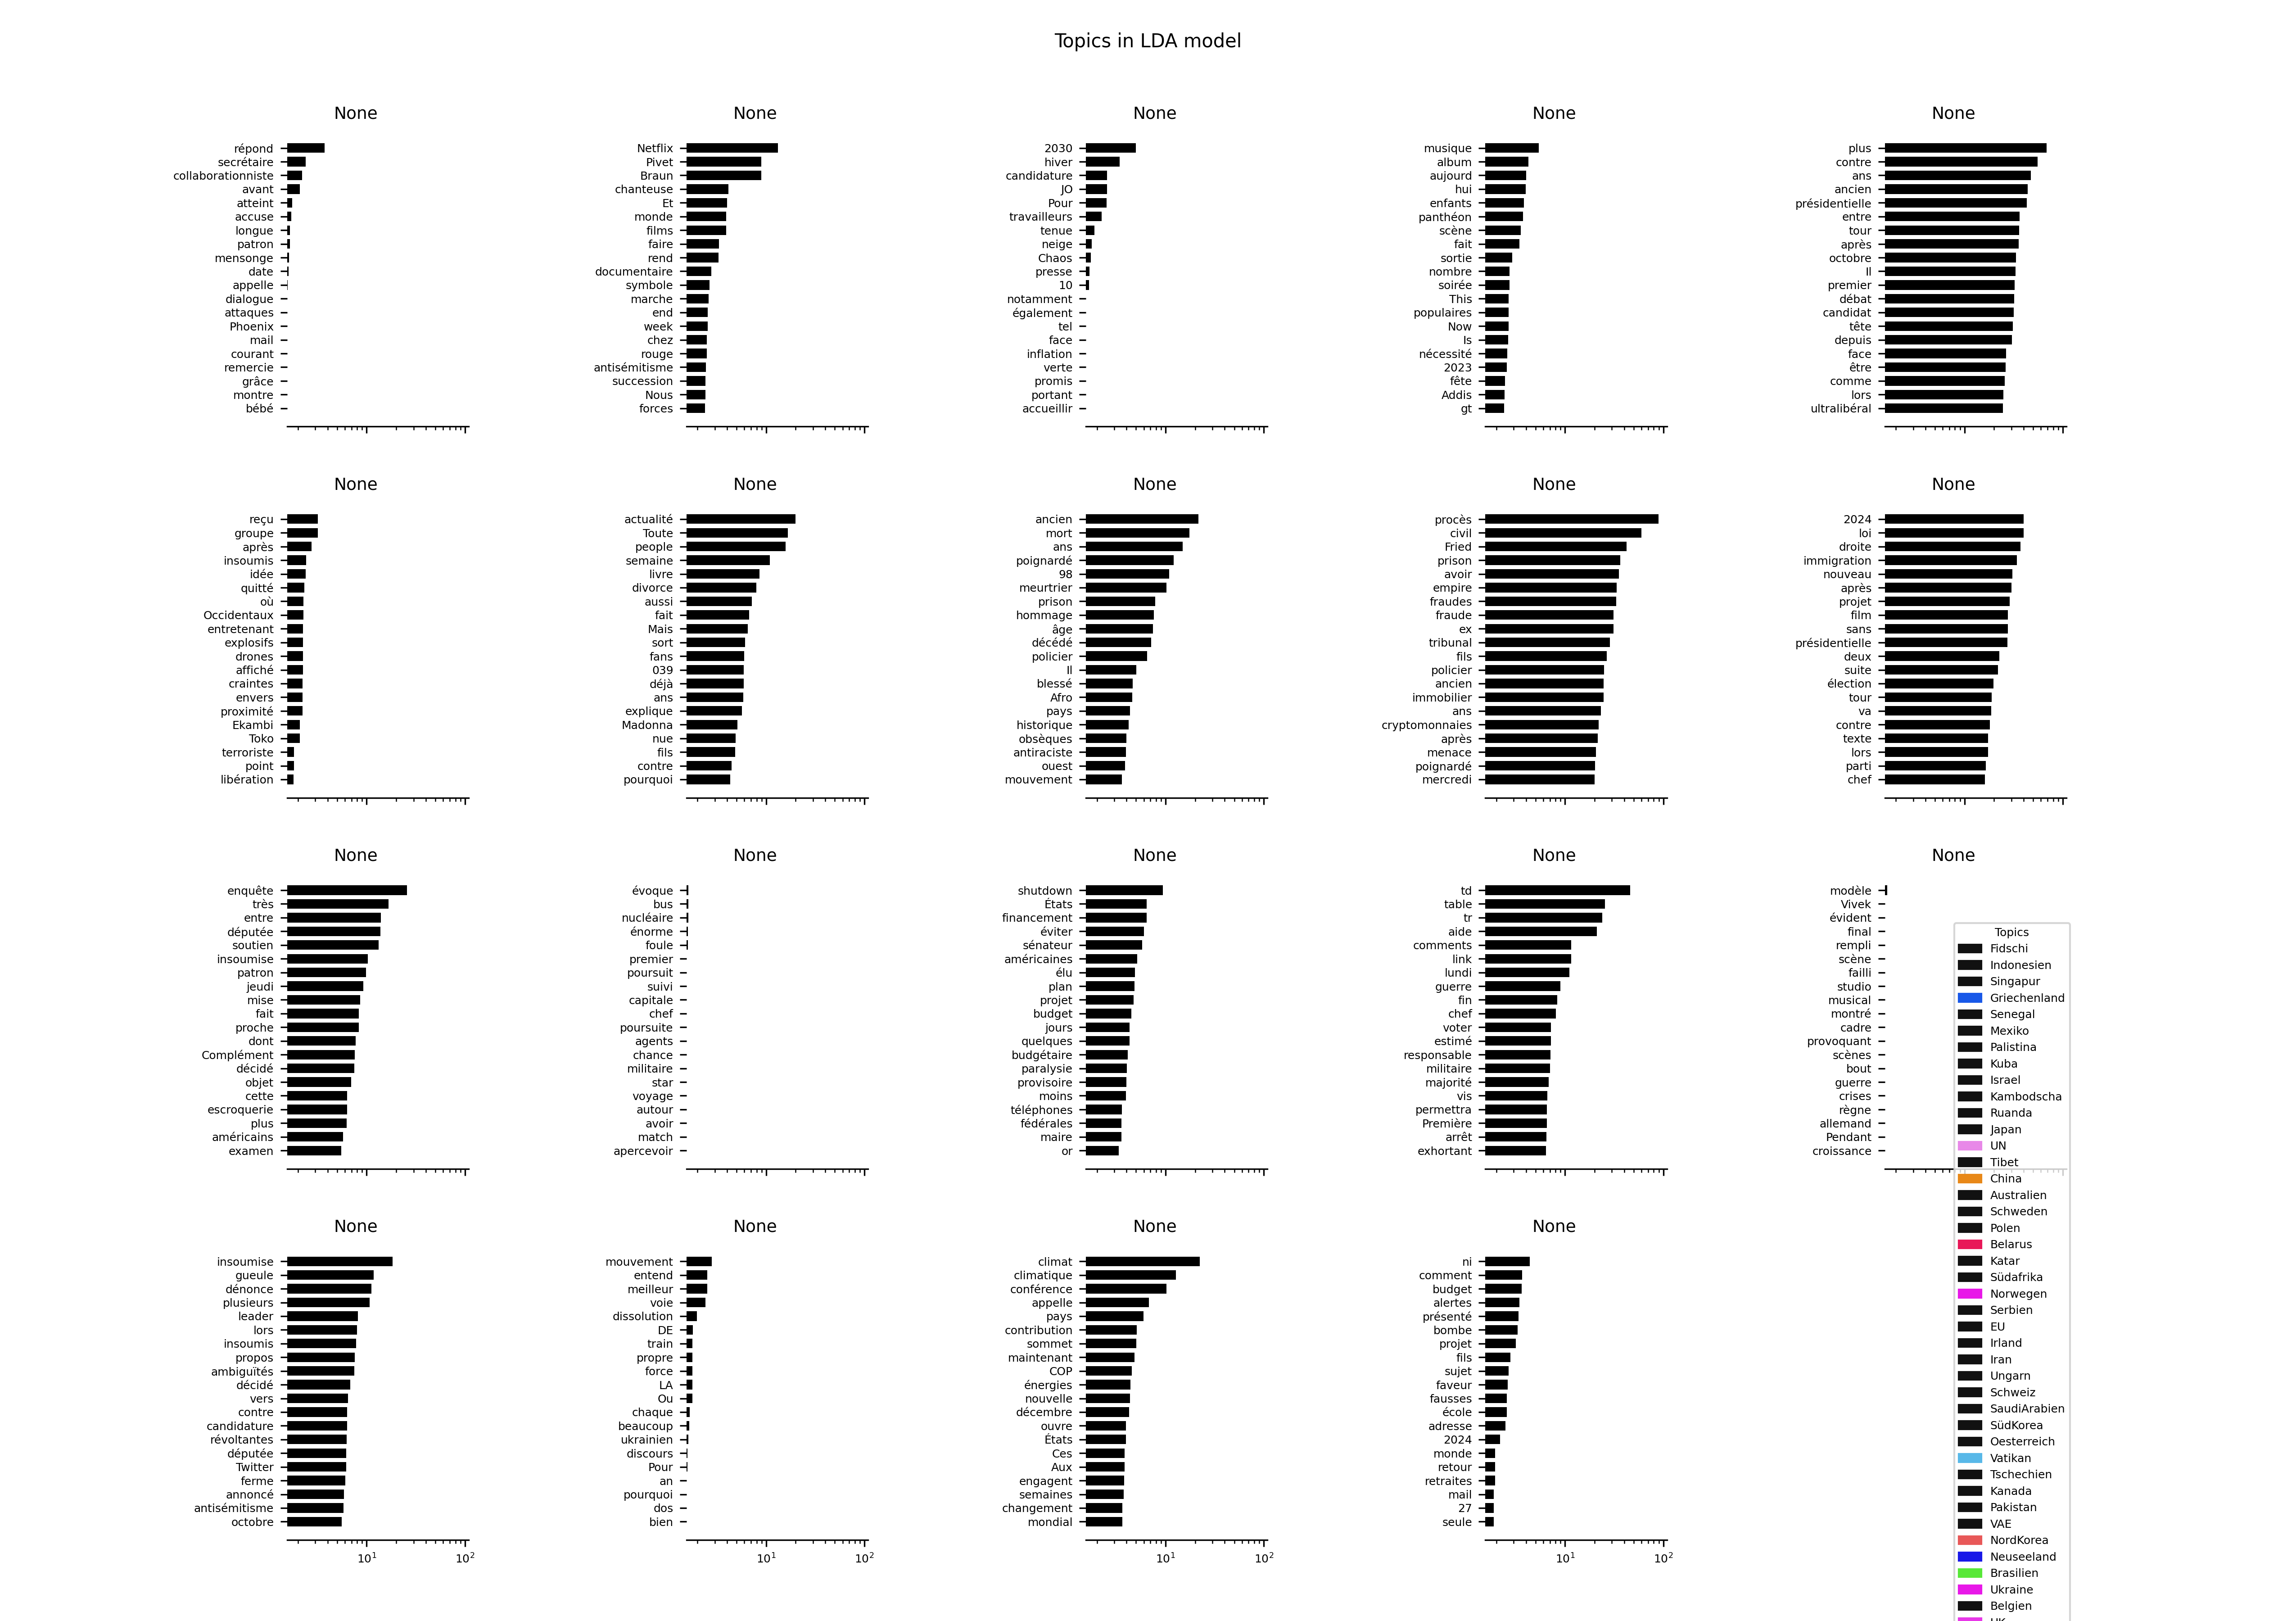 Topics in LDA model
None
répond
secrétaire
collaborationniste
avant
atteint
accuse
longue
patron
mensonge
date
appelle
dialogue
attaques
Phoenix
mail
courant
remercie
grâce
montre
bébé
None
Netflix
Pivet
Braun
chanteuse
Et
monde
films
faire
rend
documentaire
symbole
marche
end
week
chez
rouge
antisémitisme
succession
Nous
forces
None
2030
hiver
candidature
JO
Pour
travailleurs
tenue
neige
Chaos
presse
10
notamment
également
tel
face
inflation
verte
promis
portant
accueillir
None
musique
album
aujourd
hui
enfants
panthéon
scène
fait
sortie
nombre
soirée
This
populaires
Now
Is
nécessité
2023
fête
Addis
gt
None
plus
contre
ans
ancien
présidentielle
entre
tour
après
octobre
Il
premier
débat
candidat
tête
depuis
face
être
comme
lors
ultralibéral
None
reçu
groupe
après
insoumis
idée
quitté
où
Occidentaux
entretenant
explosifs
drones
affiché
craintes
envers
proximité
Ekambi
Toko
terroriste
point
libération
None
actualité
Toute
people
semaine
livre
divorce
aussi
fait
Mais
sort
fans
039
déjà
ans
explique
Madonna
nue
fils
contre
pourquoi
None
ancien
mort
ans
poignardé
98
meurtrier
prison
hommage
âge
décédé
policier
Il
blessé
Afro
pays
historique
obsèques
antiraciste
ouest
mouvement
None
procès
civil
Fried
prison
avoir
empire
fraudes
fraude
ex
tribunal
fils
policier
ancien
immobilier
ans
cryptomonnaies
après
menace
poignardé
mercredi
None
2024
loi
droite
immigration
nouveau
après
projet
film
sans
présidentielle
deux
suite
élection
tour
va
contre
texte
lors
parti
chef
None
enquête
très
entre
députée
soutien
insoumise
patron
jeudi
mise
fait
proche
dont
Complément
décidé
objet
cette
escroquerie
plus
américains
examen
None
évoque
bus
nucléaire
énorme
foule
premier
poursuit
suivi
capitale
chef
poursuite
agents
chance
militaire
star
voyage
autour
avoir
match
apercevoir
None
shutdown
États
financement
éviter
sénateur
américaines
élu
plan
projet
budget
jours
quelques
budgétaire
paralysie
provisoire
moins
téléphones
fédérales
maire
or
None
td
table
tr
aide
comments
link
lundi
guerre
fin
chef
voter
estimé
responsable
militaire
majorité
vis
permettra
Première
arrêt
exhortant
None
modèle
Vivek
évident
final
rempli
scène
failli
studio
musical
montré
cadre
provoquant
scènes
bout
guerre
crises
règne
allemand
Pendant
croissance
None
insoumise
gueule
dénonce
plusieurs
leader
lors
insoumis
propos
ambiguïtés
décidé
vers
contre
candidature
révoltantes
députée
Twitter
ferme
annoncé
antisémitisme
octobre
10¹ 10²
None
mouvement
entend
meilleur
voie
dissolution
DE
train
propre
force
LA
Ou
chaque
beaucoup
ukrainien
discours
Pour
an
pourquoi
dos
bien
10¹ 10²
None
climat
climatique
conférence
appelle
pays
contribution
sommet
maintenant
COP
énergies
nouvelle
décembre
ouvre
États
Ces
Aux
engagent
semaines
changement
mondial
10¹ 10²
None
ni
comment
budget
alertes
présenté
bombe
projet
fils
sujet
faveur
fausses
école
adresse
2024
monde
retour
retraites
mail
27
seule
10¹ 10²
Topics
Fidschi
Indonesien
Singapur
Griechenland
Senegal
Mexiko
Palistina
Kuba
Israel
Kambodscha
Ruanda
Japan
UN
Tibet
China
Australien
Schweden
Polen
Belarus
Katar
Südafrika
Norwegen
Serbien
EU
Irland
Iran
Ungarn
Schweiz
SaudiArabien
SüdKorea
Oesterreich
Vatikan
Tschechien
Kanada
Pakistan
VAE
NordKorea
Neuseeland
Brasilien
Ukraine
Belgien